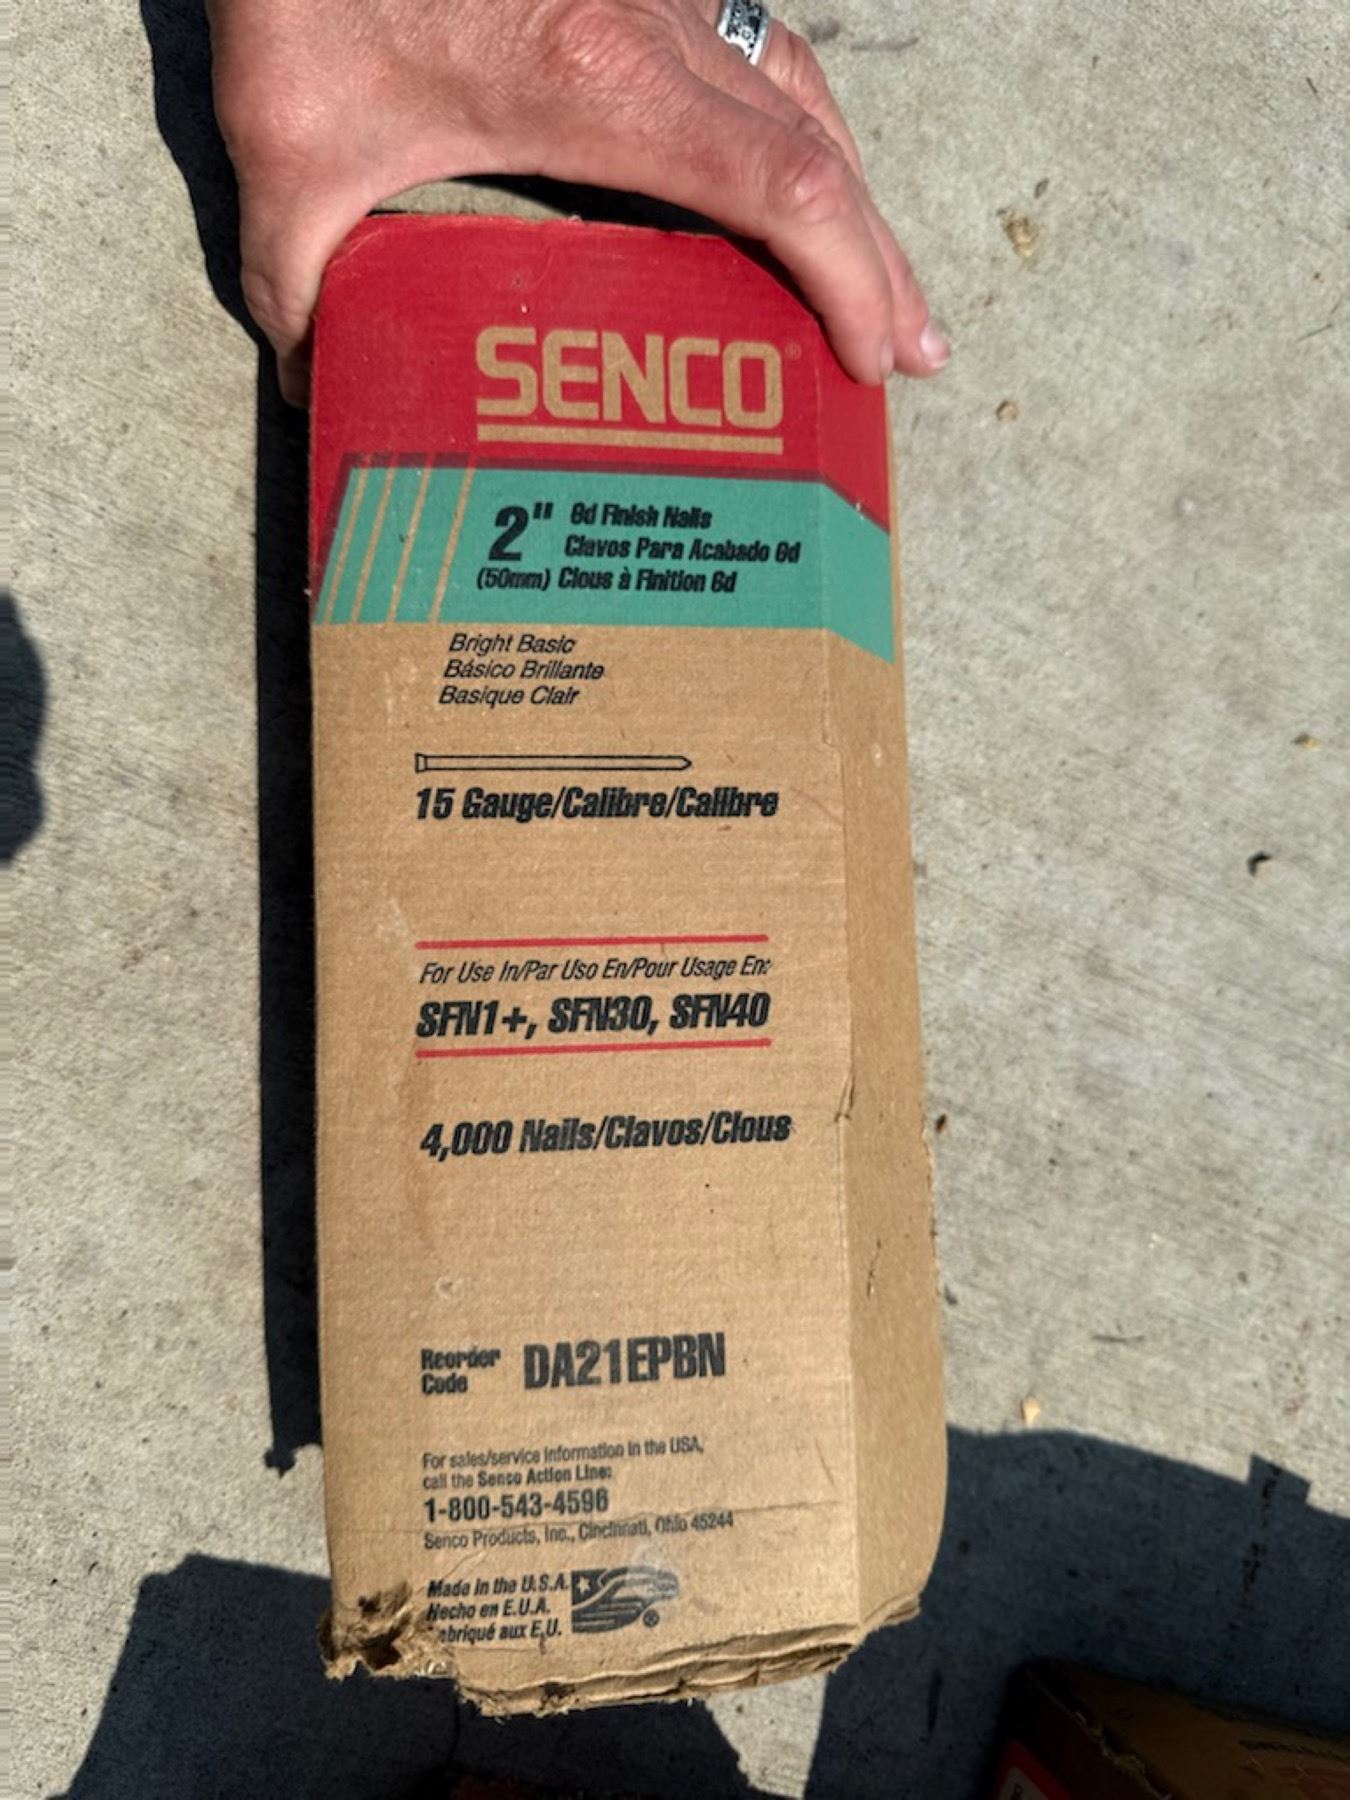 SENCO®
2" 6d Finish Nails
Clavos Para Acabado 6d
(50mm) Clous à Finition 6d
Bright Basic
Básico Brillante
Basique Clair
15 Gauge/Calibre/Calibre
For Use In/Par Uso En/Pour Usage En:
SFN1+, SFN30, SFN40
4,000 Nails/Clavos/Clous
Reorder
Code DA21EPBN
For sales/service information in the USA,
call the Senco Action Line:
1-800-543-4596
Senco Products, Inc., Cincinnati, Ohio 45244
Made in the U.S.A.
Hecho en E.U.A.
abriqué aux E.U.
®